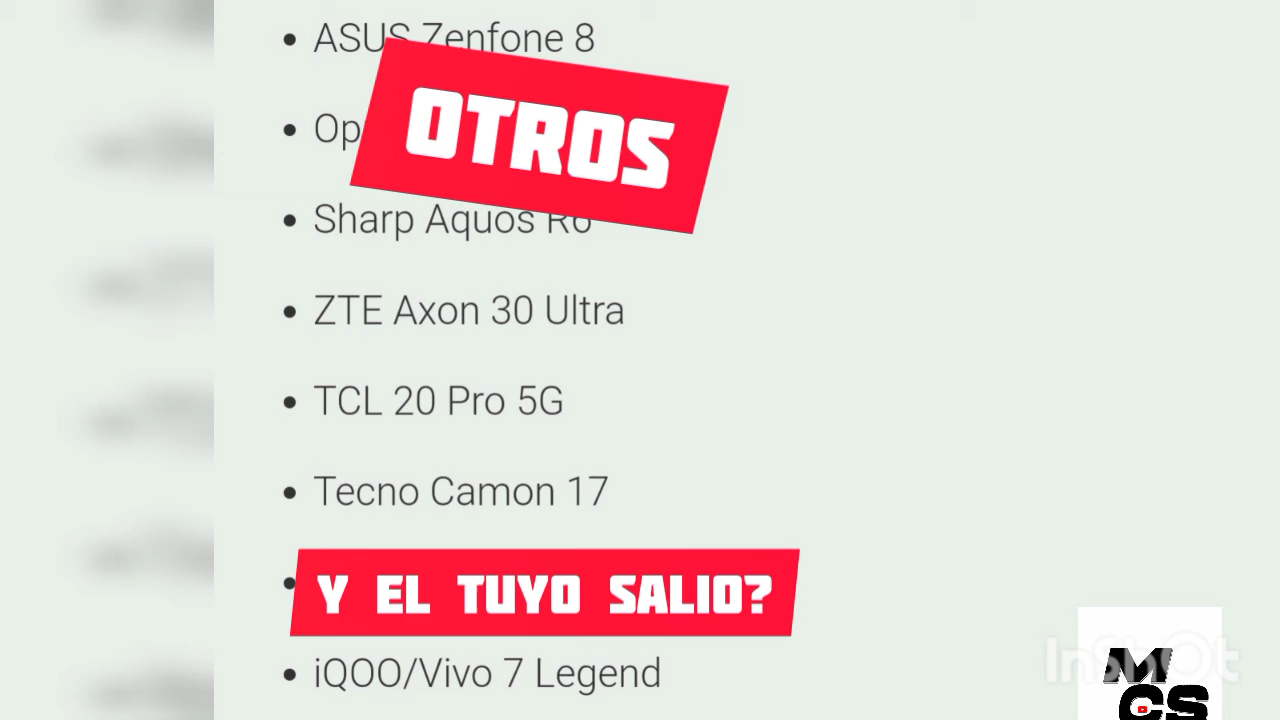 ASUS Zenfone 8
OTROS
Sharp Aquos R6
ZTE Axon 30 Ultra
TCL 20 Pro 5G
Tecno Camon 17
Y EL TUYO SALIO?
iQOO/Vivo 7 Legend
InShOt
M
CS